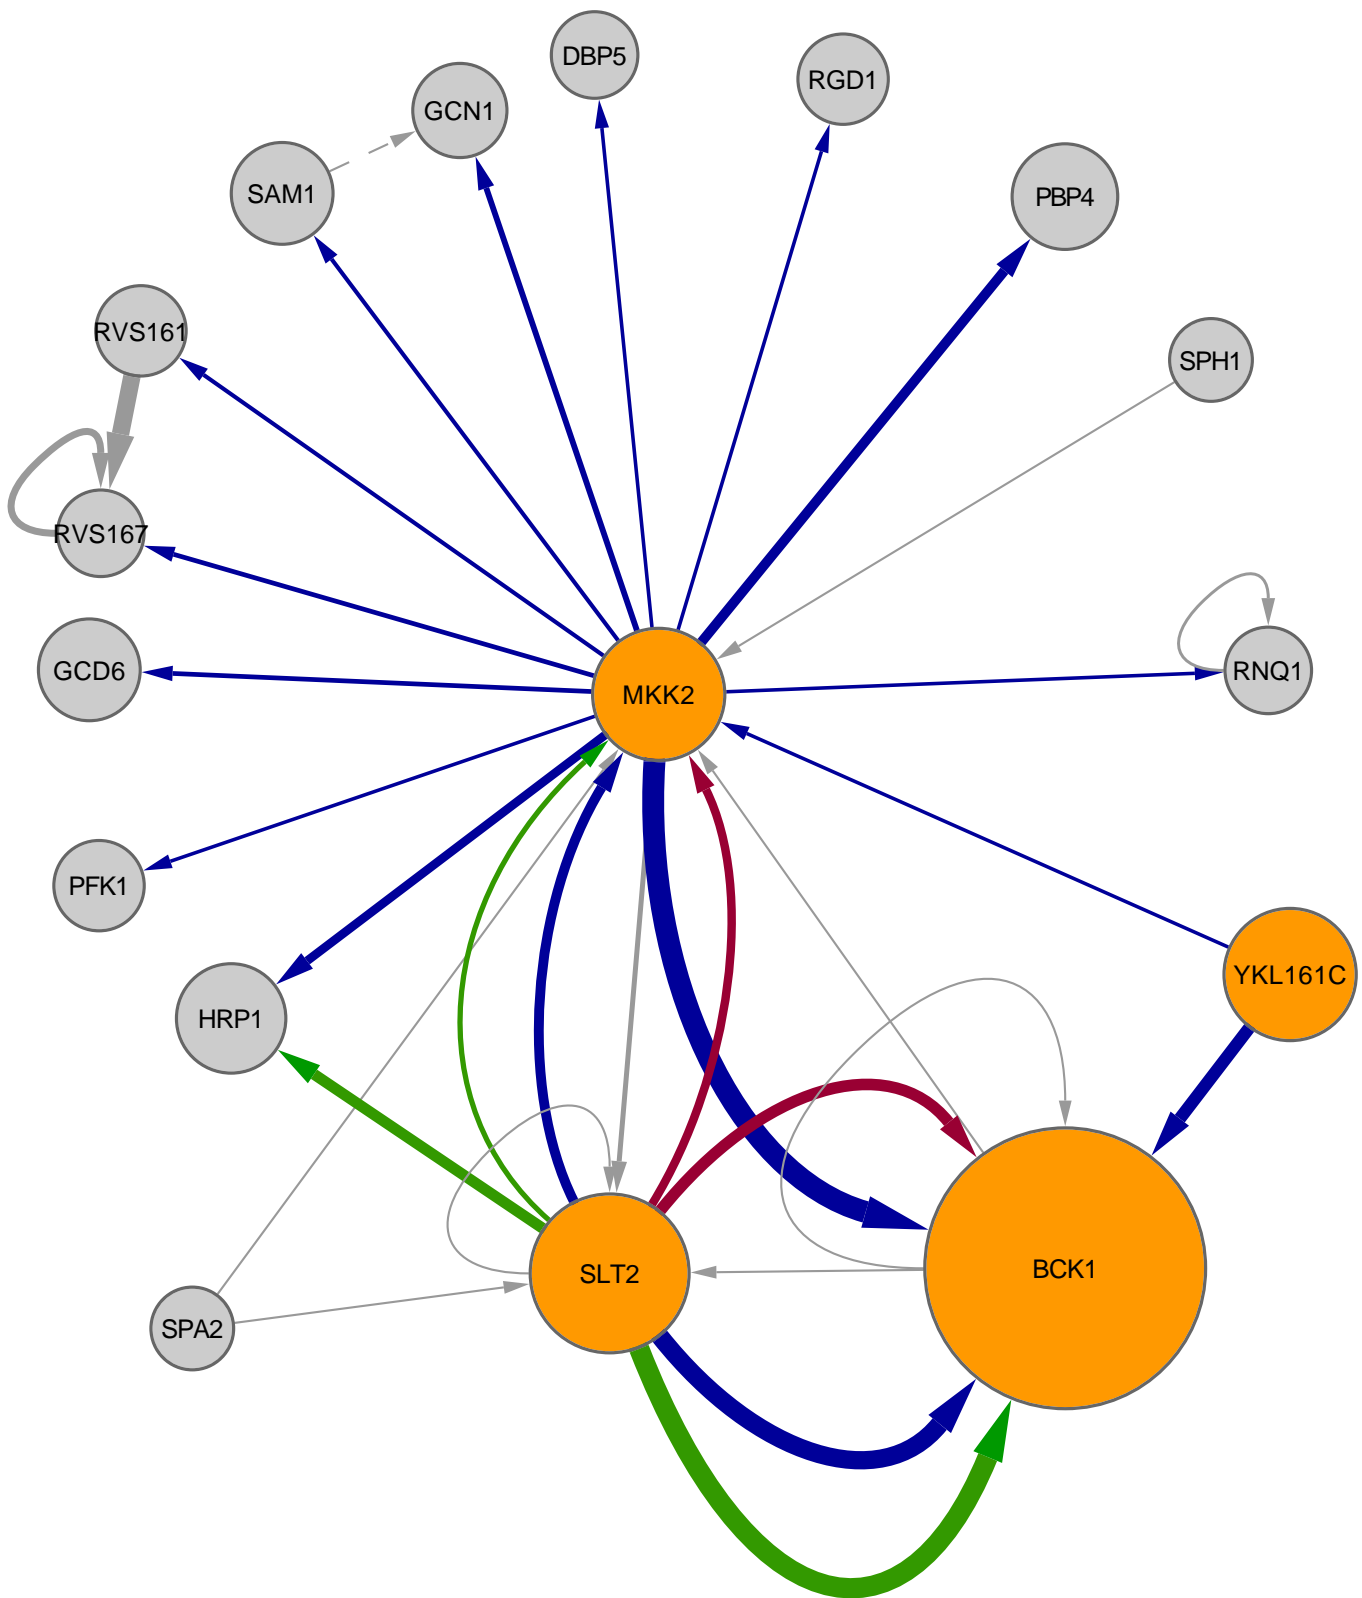 DBP5
RGD1
GCN1
SAM1
PBP4
RVS161
SPH1
RVS167
GCD6
MKK2
RNQ1
PFK1
YKL161C
HRP1
SLT2
BCK1
SPA2